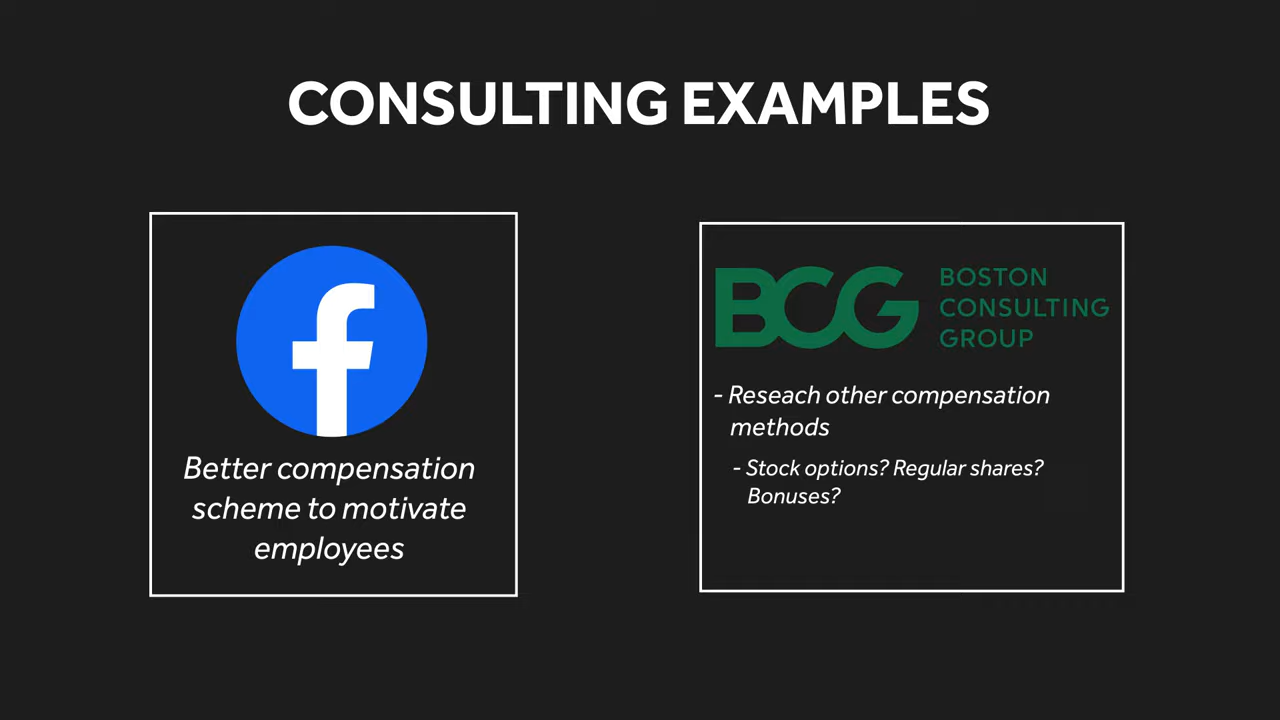 CONSULTING EXAMPLES
Better compensation
scheme to motivate
employees
BCG
BOSTON
CONSULTING
GROUP
- Reseach other compensation
methods
- Stock options? Regular shares?
Bonuses?